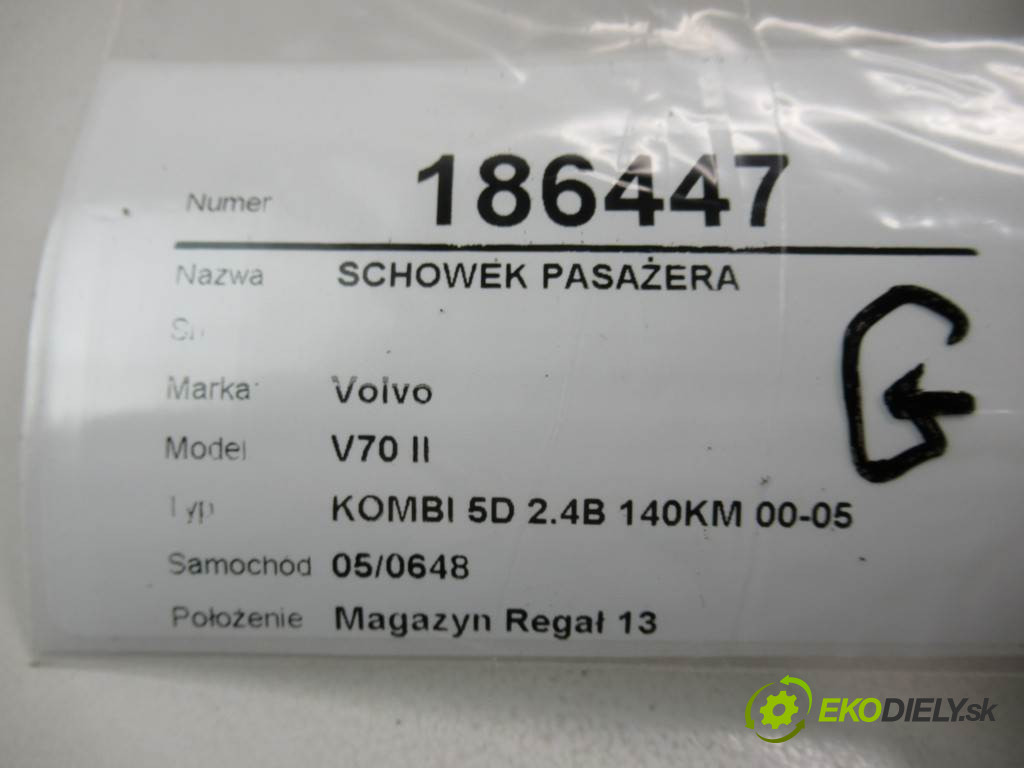 Numer 186447
Nazwa SCHOWEK PASAŻERA
Marka: Volvo
Model V70 II
Typ KOMBI 5D 2.4B 140KM 00-05
Samochód 05/0648
Położenie Magazyn Regał 13
G
EKODIELY.sk